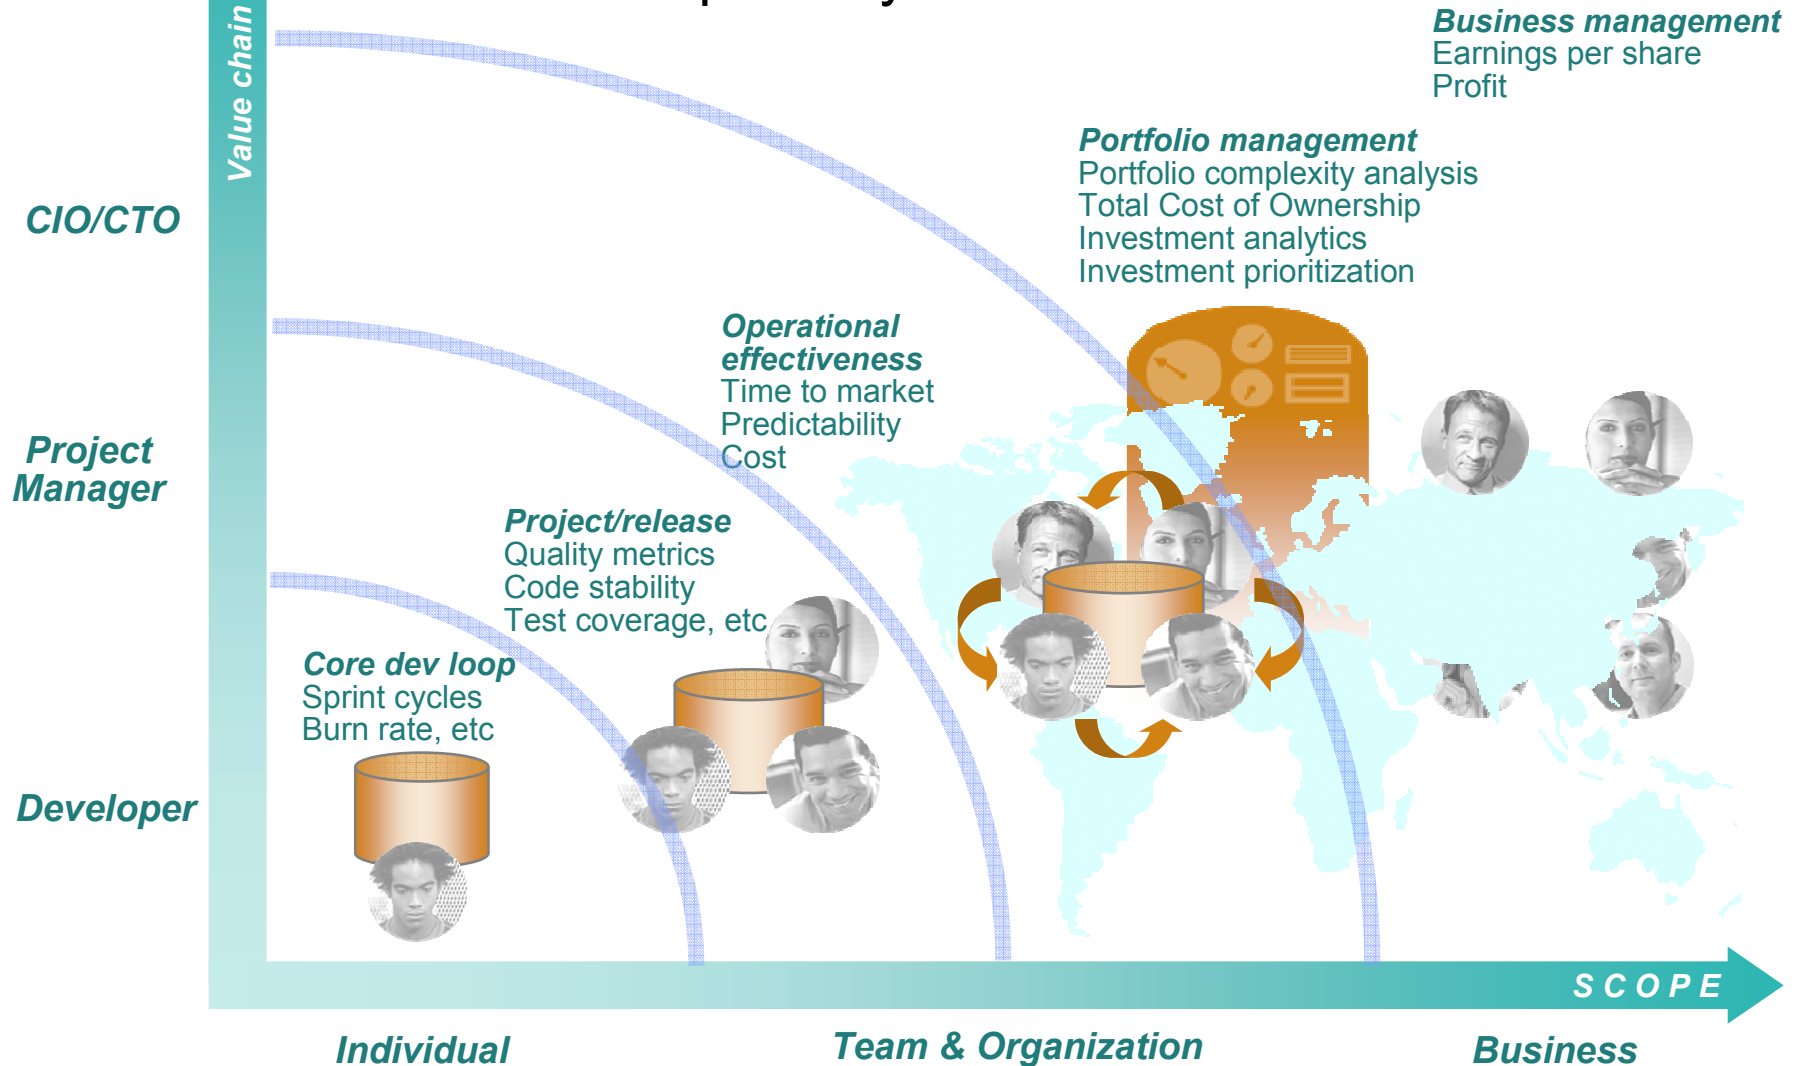 Value chain
Business management
Earnings per share
Profit
Portfolio management
Portfolio complexity analysis
Total Cost of Ownership
Investment analytics
Investment prioritization
CIO/CTO
Operational
effectiveness
Time to market
Predictability
Cost
Project
Manager
Project/release
Quality metrics
Code stability
Test coverage, etc
Core dev loop
Sprint cycles
Burn rate, etc
Developer
SCOPE
Individual
Team & Organization
Business